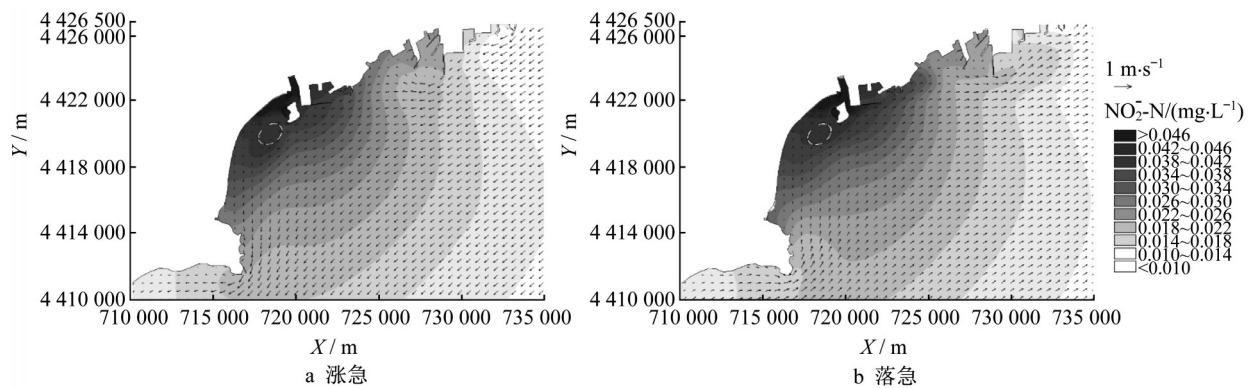 4 426 500
4 426 000
4 422 000
4 418 000
4 414 000
4 410 000
Y / m
710 000 715 000 720 000 725 000 730 000 735 000
X / m
a 涨急
4 426 500
4 426 000
4 422 000
4 418 000
4 414 000
4 410 000
Y / m
710 000 715 000 720 000 725 000 730 000 735 000
X / m
b 落急
1 m·s⁻¹
NO₂⁻-N/(mg·L⁻¹)
>0.046
0.042~0.046
0.038~0.042
0.034~0.038
0.030~0.034
0.026~0.030
0.022~0.026
0.018~0.022
0.014~0.018
0.010~0.014
<0.010